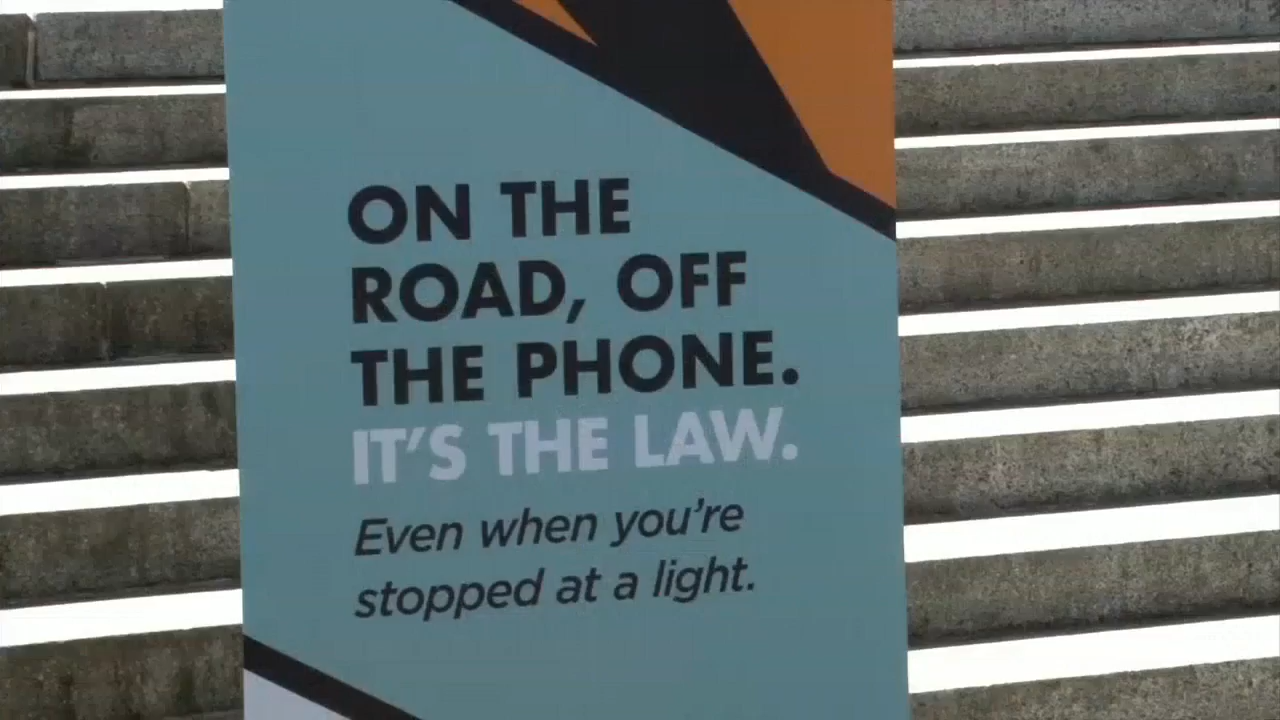 ON THE
ROAD, OFF
THE PHONE.
IT'S THE LAW.
Even when you're
stopped at a light.